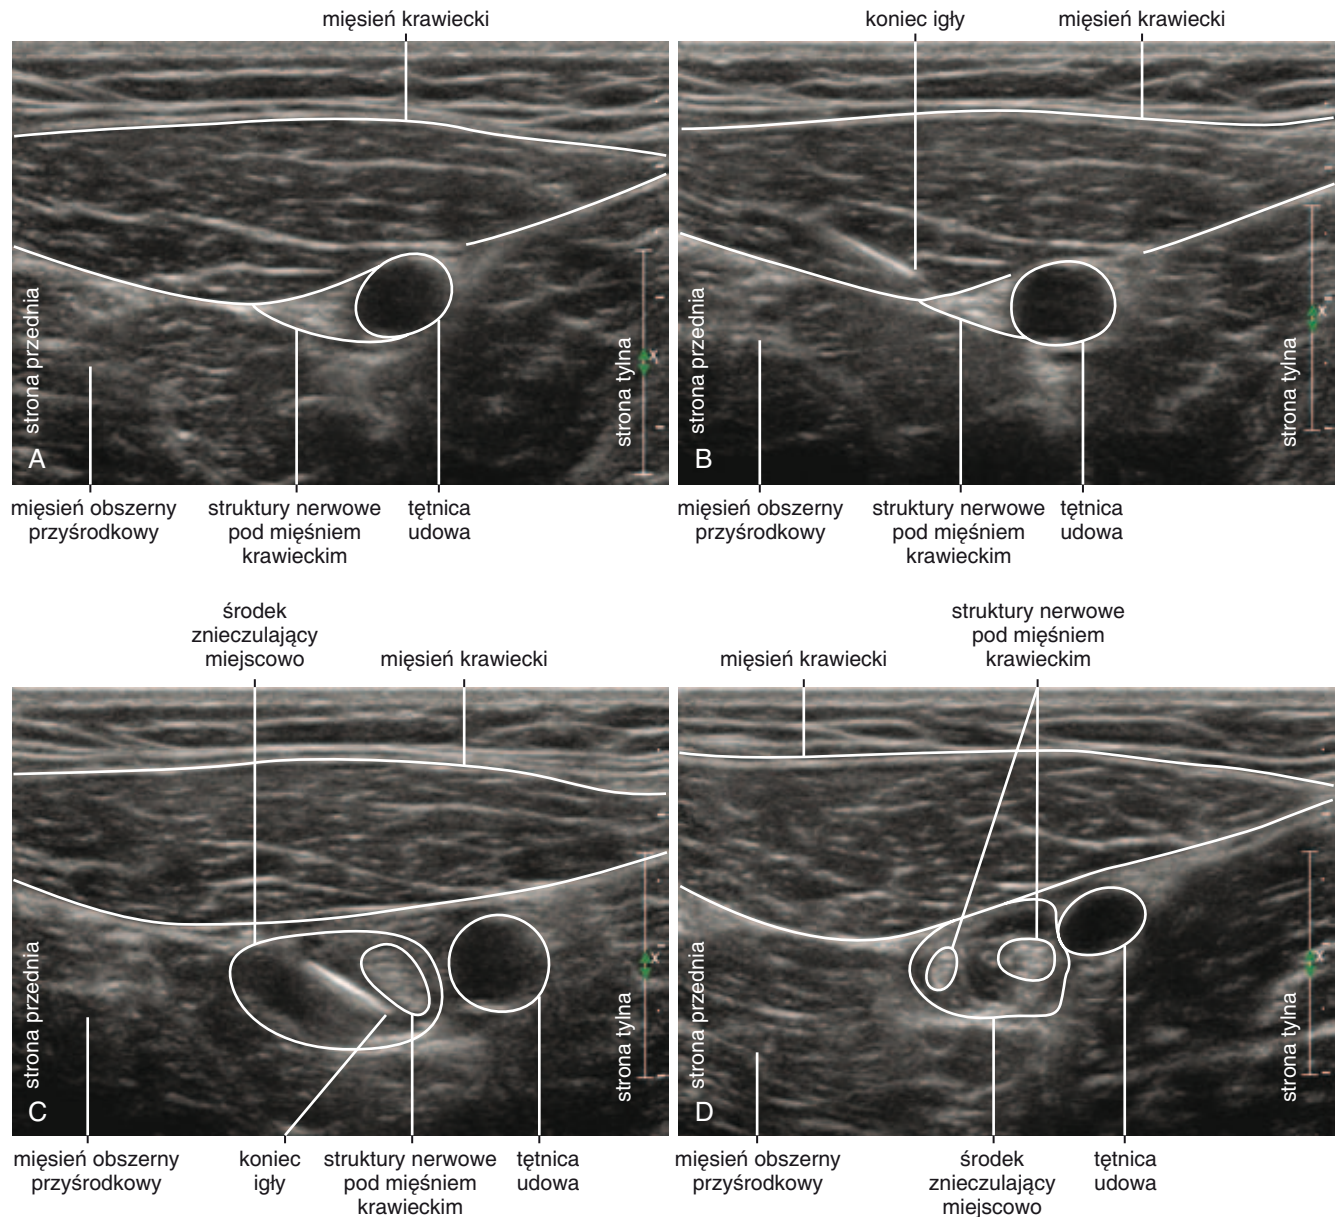 mięsień krawiecki
koniec igły
mięsień krawiecki
strona przednia
strona tylna
A
strona przednia
x
strona tylna
B
x
mięsień obszerny
przyśrodkowy
struktury nerwowe
pod mięśniem
krawieckim
tętnica
udowa
mięsień obszerny
przyśrodkowy
struktury nerwowe
pod mięśniem
krawieckim
tętnica
udowa
środek
znieczulający
miejscowo
mięsień krawiecki
mięsień krawiecki
struktury nerwowe
pod mięśniem
krawieckim
strona przednia
strona tylna
C
x
strona przednia
strona tylna
D
x
mięsień obszerny
przyśrodkowy
koniec
igły
struktury nerwowe
pod mięśniem
krawieckim
tętnica
udowa
mięsień obszerny
przyśrodkowy
środek
znieczulający
miejscowo
tętnica
udowa